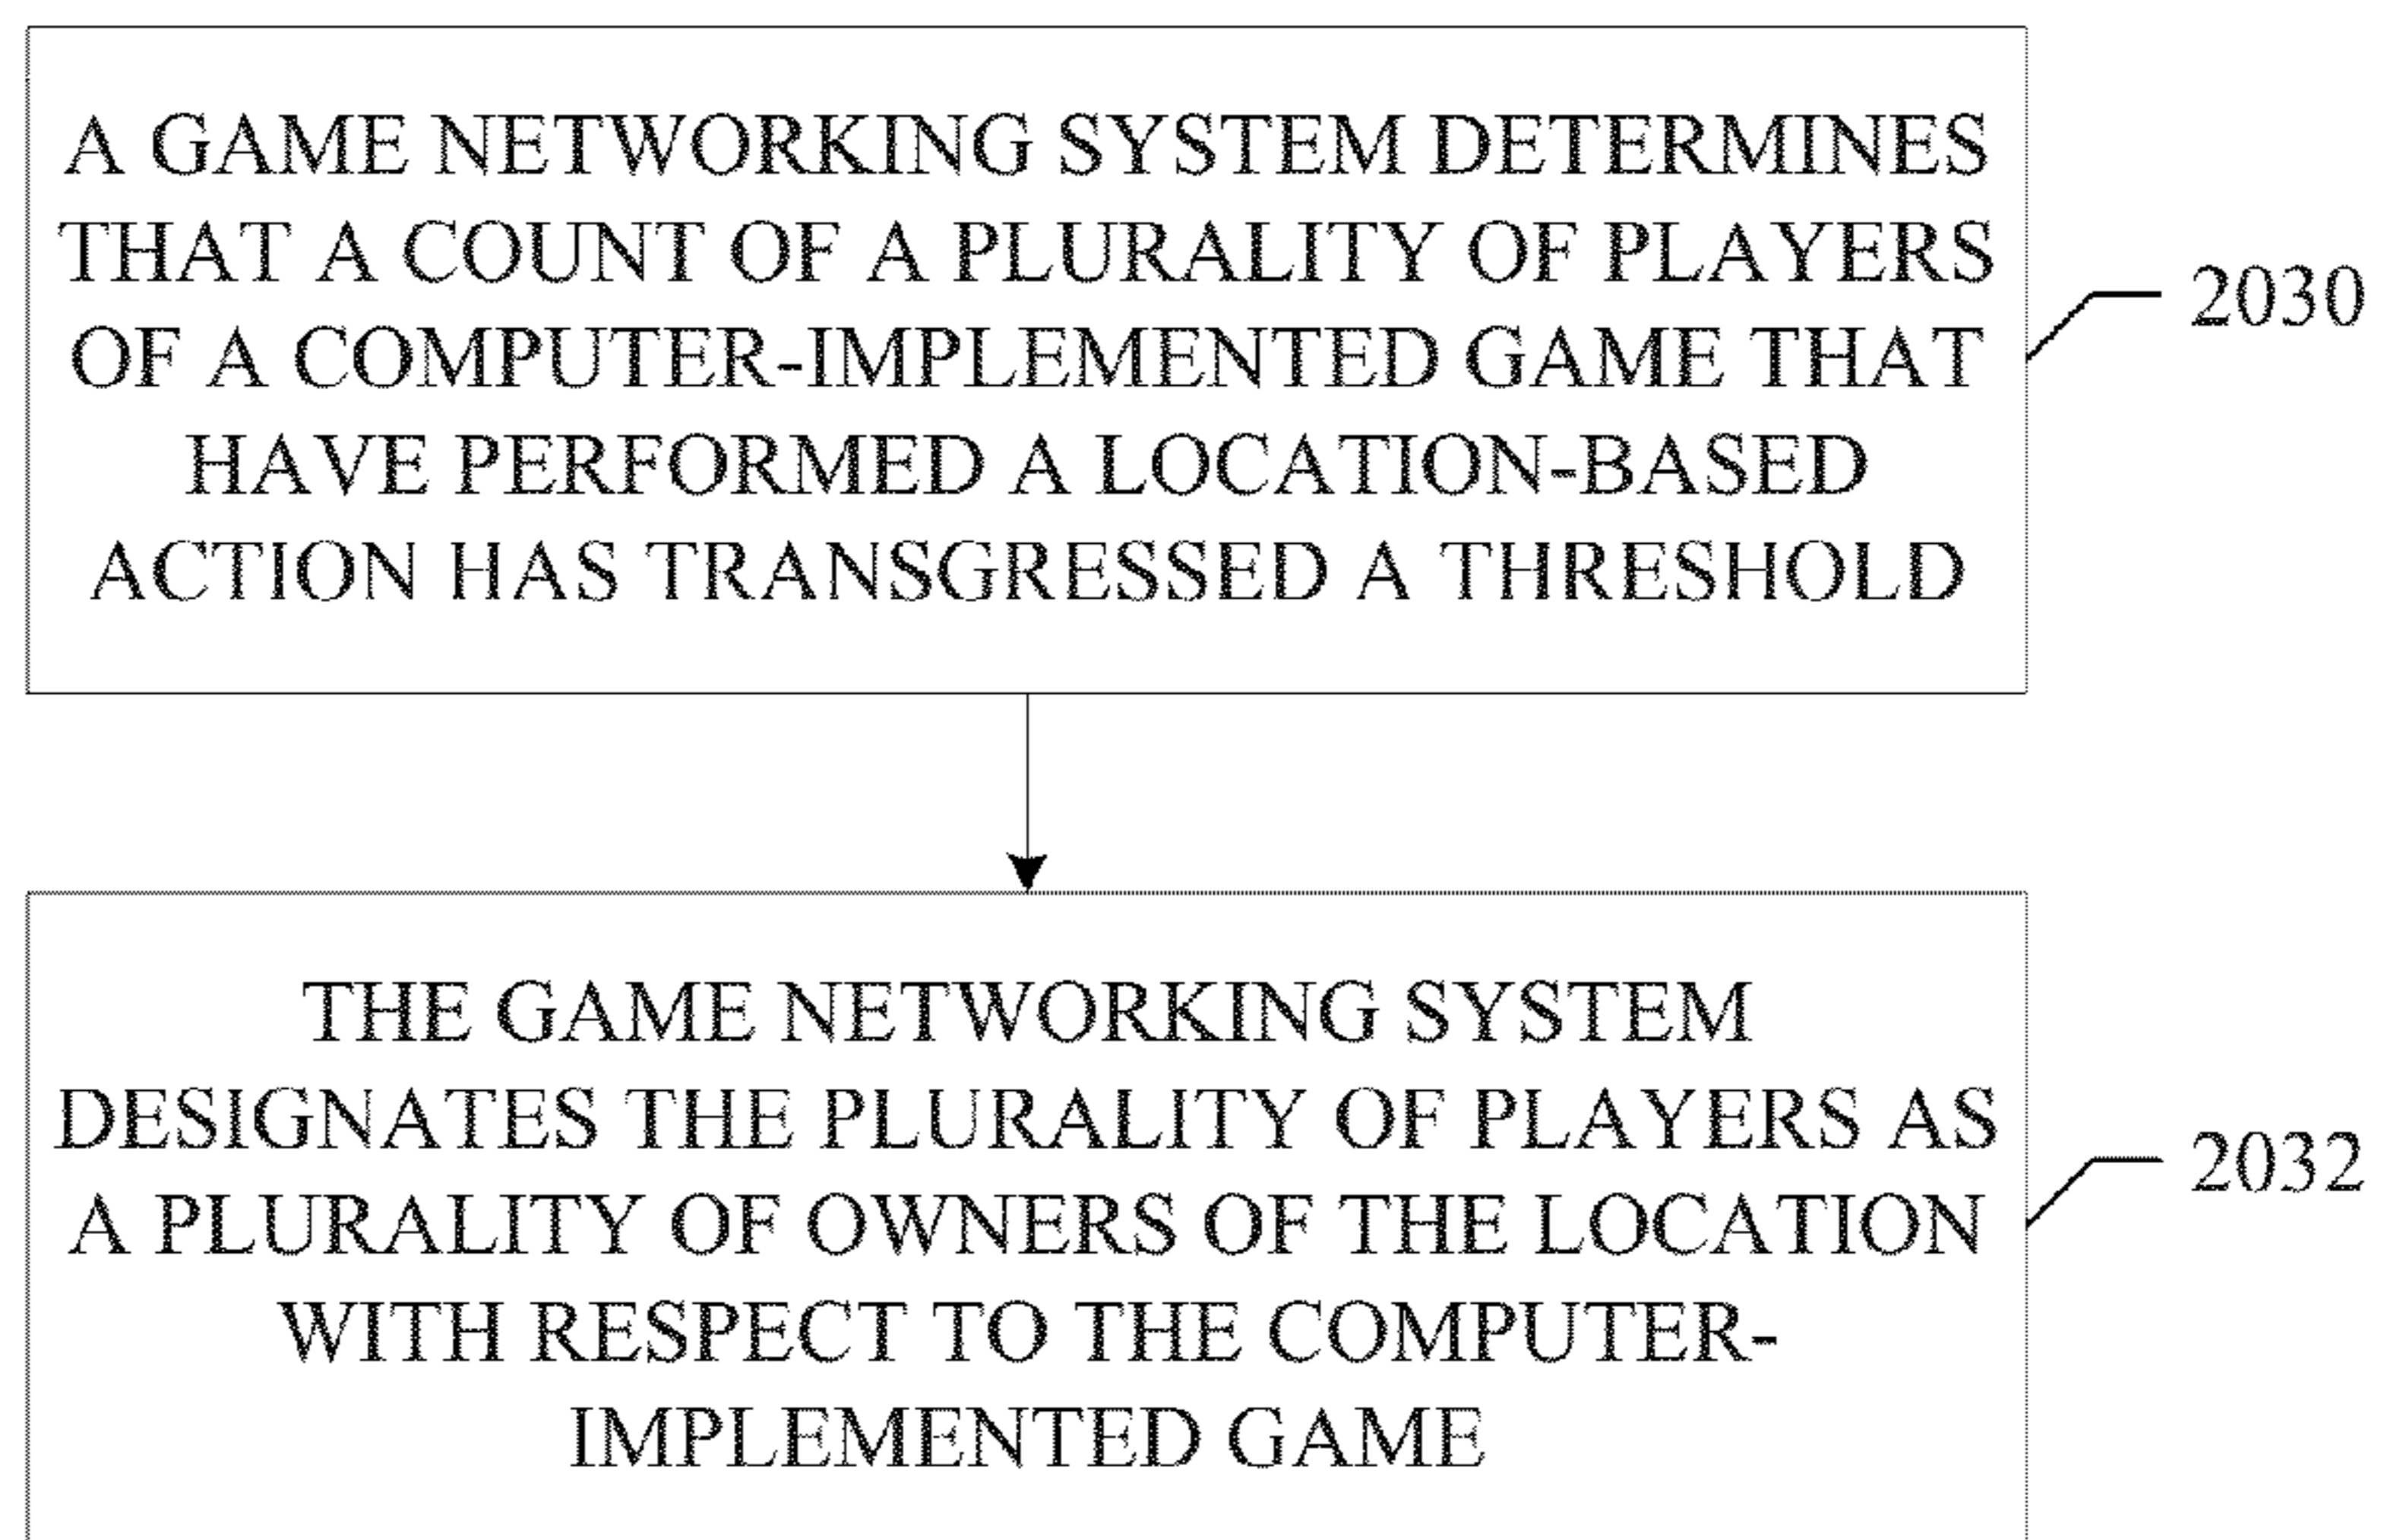 A GAME NETWORKING SYSTEM DETERMINES
THAT A COUNT OF A PLURALITY OF PLAYERS
OF A COMPUTER-IMPLEMENTED GAME THAT
HAVE PERFORMED A LOCATION-BASED
ACTION HAS TRANSGRESSED A THRESHOLD
2030
THE GAME NETWORKING SYSTEM
DESIGNATES THE PLURALITY OF PLAYERS AS
A PLURALITY OF OWNERS OF THE LOCATION
WITH RESPECT TO THE COMPUTER-
IMPLEMENTED GAME
2032